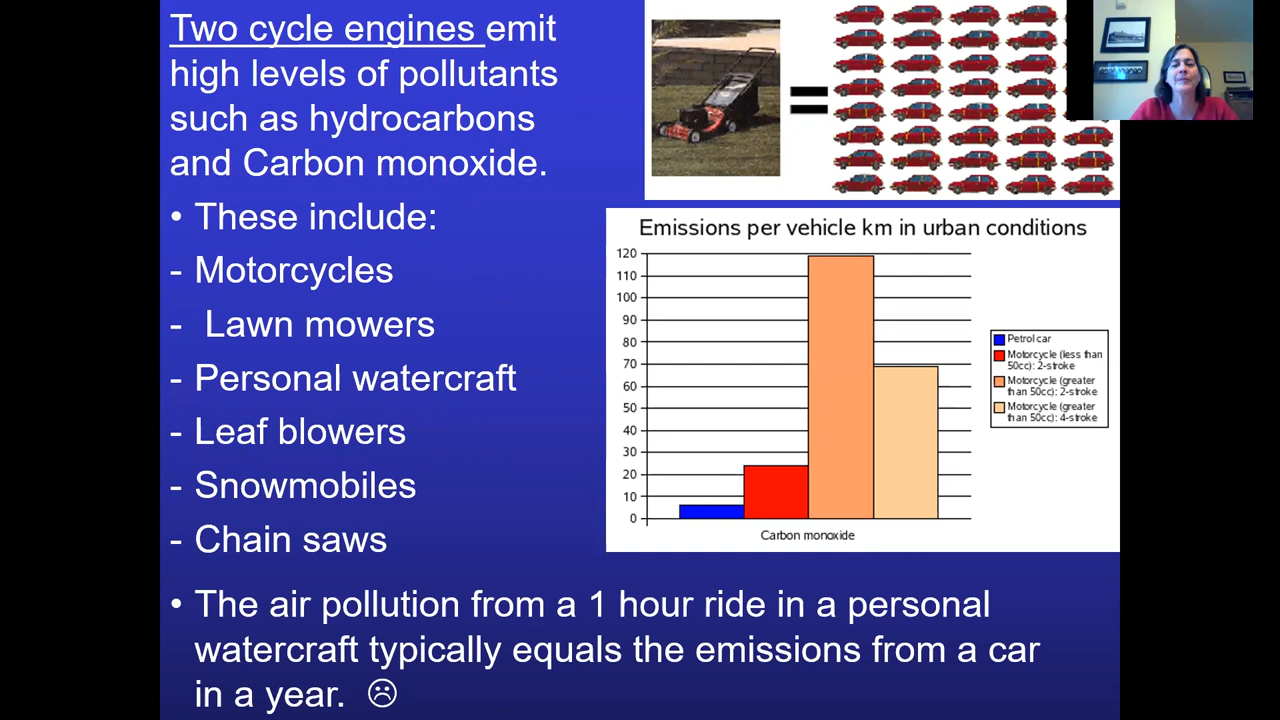 Two cycle engines emit
high levels of pollutants
such as hydrocarbons
and Carbon monoxide.
• These include:
- Motorcycles
- Lawn mowers
- Personal watercraft
- Leaf blowers
- Snowmobiles
- Chain saws
• The air pollution from a 1 hour ride in a personal
watercraft typically equals the emissions from a car
in a year. ☹
=
Emissions per vehicle km in urban conditions
120
110
100
90
80
70
60
50
40
30
20
10
0
Carbon monoxide
Petrol car
Motorcycle (less than
50cc): 2-stroke
Motorcycle (greater
than 50cc): 2-stroke
Motorcycle (greater
than 50cc): 4-stroke